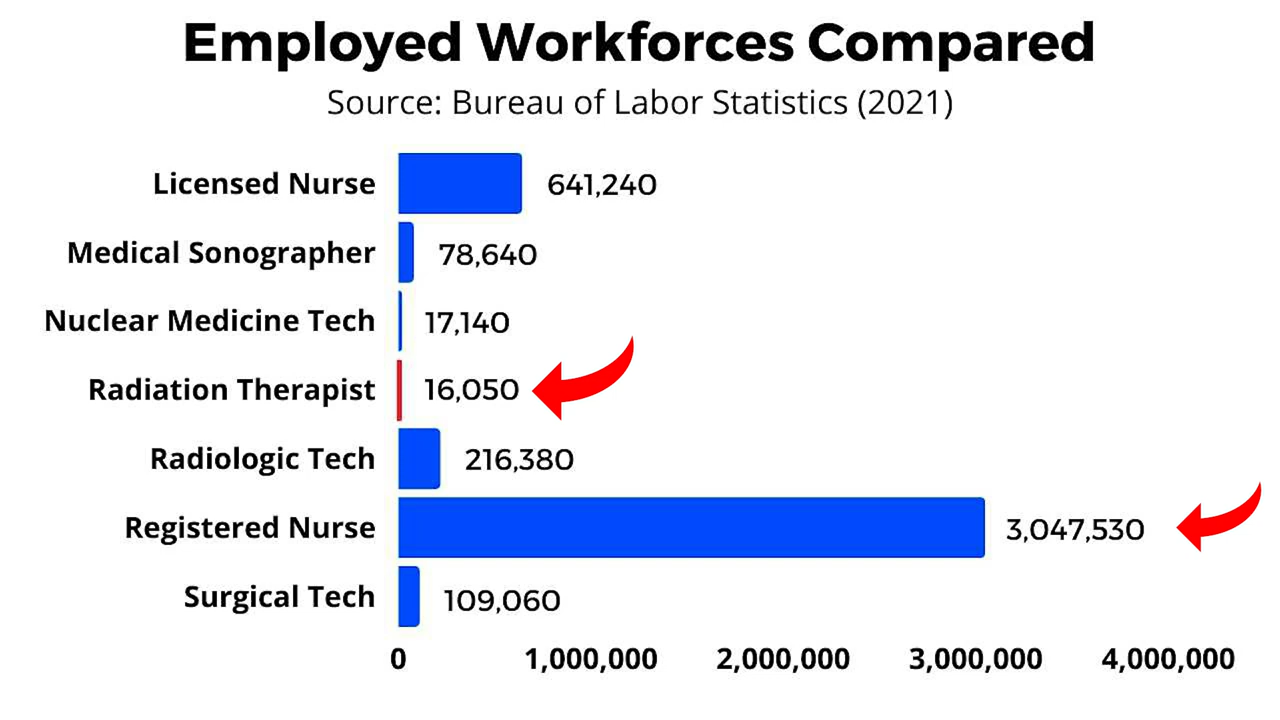 Employed Workforces Compared
Source: Bureau of Labor Statistics (2021)
Licensed Nurse 641,240
Medical Sonographer 78,640
Nuclear Medicine Tech 17,140
Radiation Therapist 16,050
Radiologic Tech 216,380
Registered Nurse 3,047,530
Surgical Tech 109,060
0 1,000,000 2,000,000 3,000,000 4,000,000